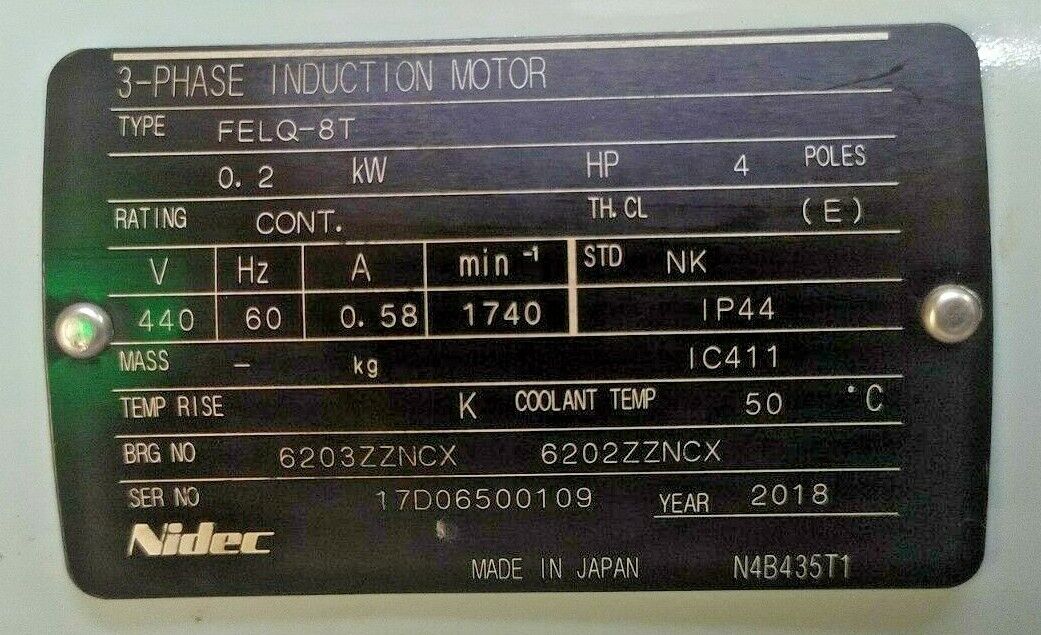 3-PHASE INDUCTION MOTOR
TYPE FELQ-8T
0.2 kW HP 4 POLES
RATING CONT. TH. CL (E)
V Hz A min⁻¹ STD NK
440 60 0.58 1740 IP44
MASS - kg IC411
TEMP RISE K COOLANT TEMP 50 °C
BRG NO 6203ZZNCX 6202ZZNCX
SER NO 17D06500109 YEAR 2018
Nidec
MADE IN JAPAN N4B435T1